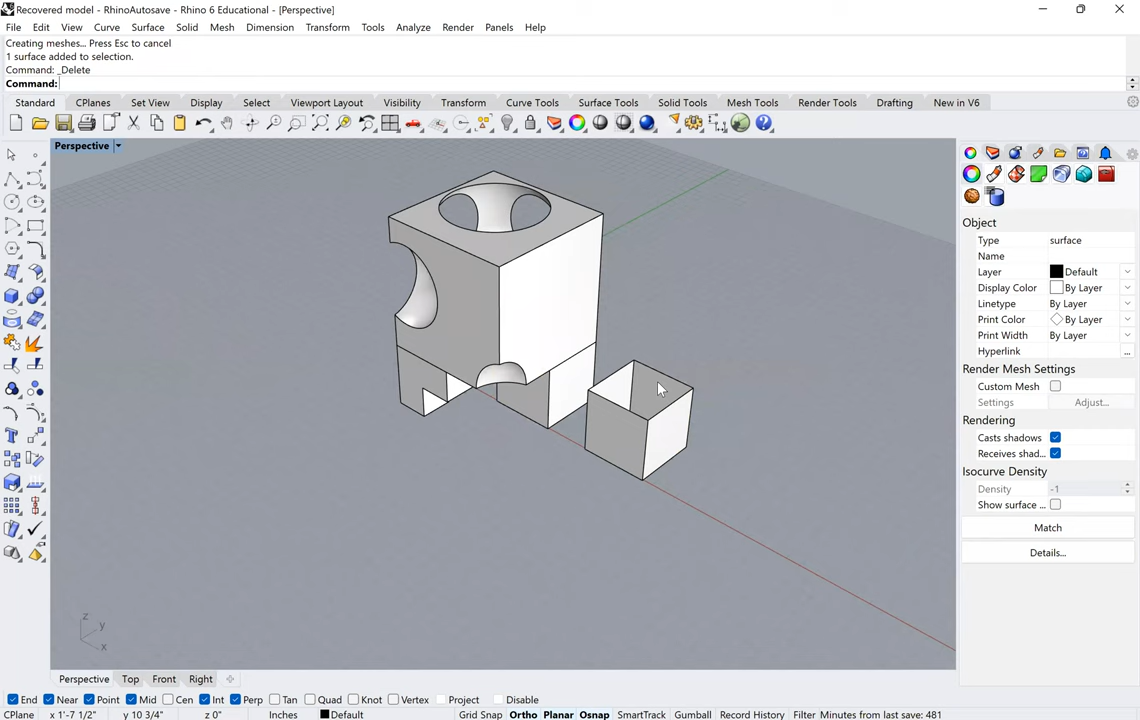 Recovered model - RhinoAutosave - Rhino 6 Educational - [Perspective]
File Edit View Curve Surface Solid Mesh Dimension Transform Tools Analyze Render Panels Help
Creating meshes... Press Esc to cancel
1 surface added to selection.
Command: _Delete
Command:
Standard CPlanes Set View Display Select Viewport Layout Visibility Transform Curve Tools Surface Tools Solid Tools Mesh Tools Render Tools Drafting New in V6
Perspective
Object
Type surface
Name
Layer Default
Display Color By Layer
Linetype By Layer
Print Color By Layer
Print Width By Layer
Hyperlink ...
Render Mesh Settings
Custom Mesh
Settings Adjust...
Rendering
Casts shadows
Receives shad...
Isocurve Density
Density -1
Show surface ...
Match
Details...
z
y
x
Perspective Top Front Right
End Near Point Mid Cen Int Perp Tan Quad Knot Vertex Project Disable
CPlane x 1'-7 1/2" y 10 3/4" z 0" Inches Default Grid Snap Ortho Planar Osnap SmartTrack Gumball Record History Filter Minutes from last save: 481